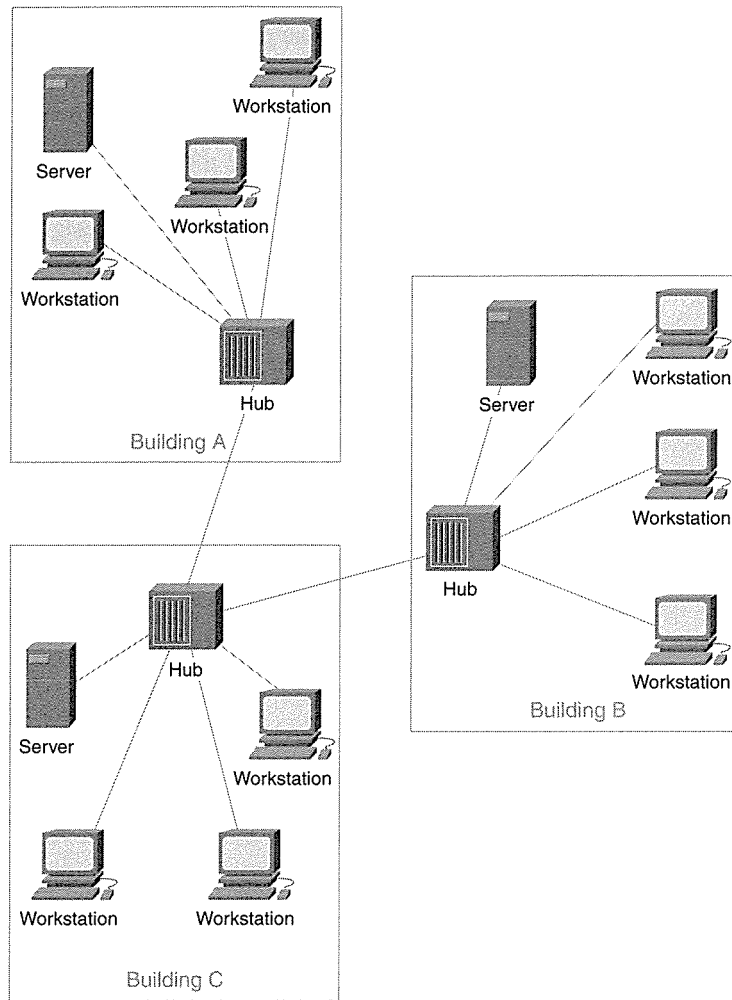 Workstation
Server
Workstation
Workstation
Hub
Building A
Workstation
Server
Workstation
Hub
Workstation
Building B
Hub
Server
Workstation
Workstation
Workstation
Building C